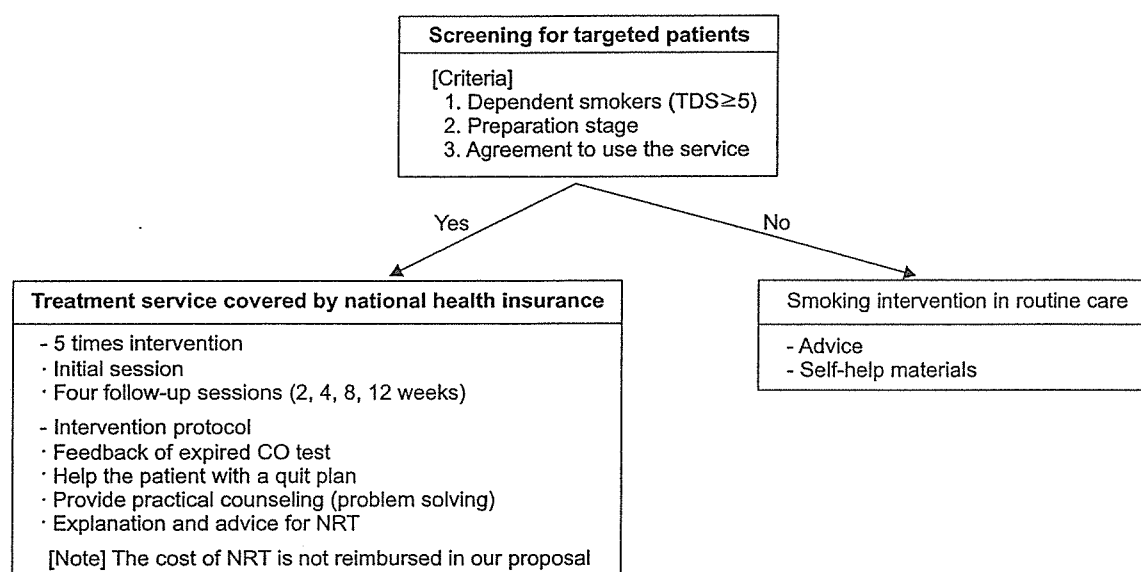 Screening for targeted patients
[Criteria]
1. Dependent smokers (TDS≥5)
2. Preparation stage
3. Agreement to use the service
Yes
No
Treatment service covered by national health insurance
- 5 times intervention
· Initial session
· Four follow-up sessions (2, 4, 8, 12 weeks)
- Intervention protocol
· Feedback of expired CO test
· Help the patient with a quit plan
· Provide practical counseling (problem solving)
· Explanation and advice for NRT
[Note] The cost of NRT is not reimbursed in our proposal
Smoking intervention in routine care
- Advice
- Self-help materials